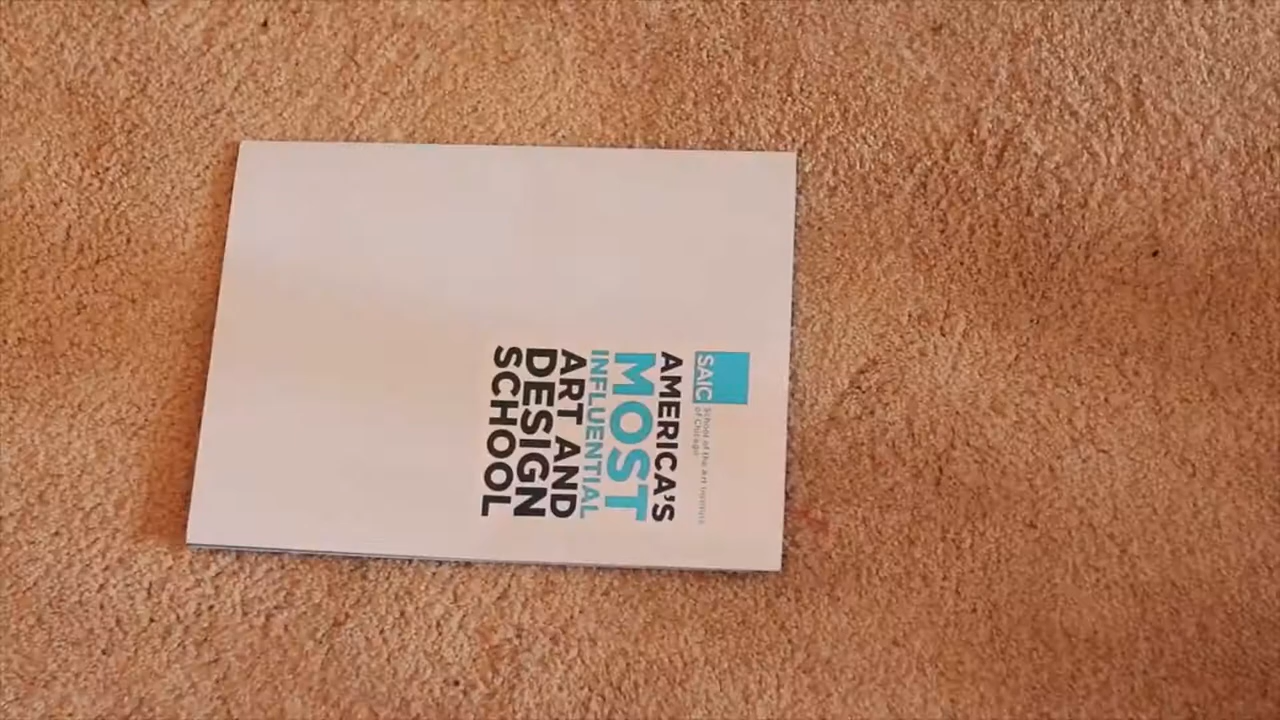 SAIC
School of the Art Institute
of Chicago
AMERICA'S
MOST
INFLUENTIAL
ART AND
DESIGN
SCHOOL